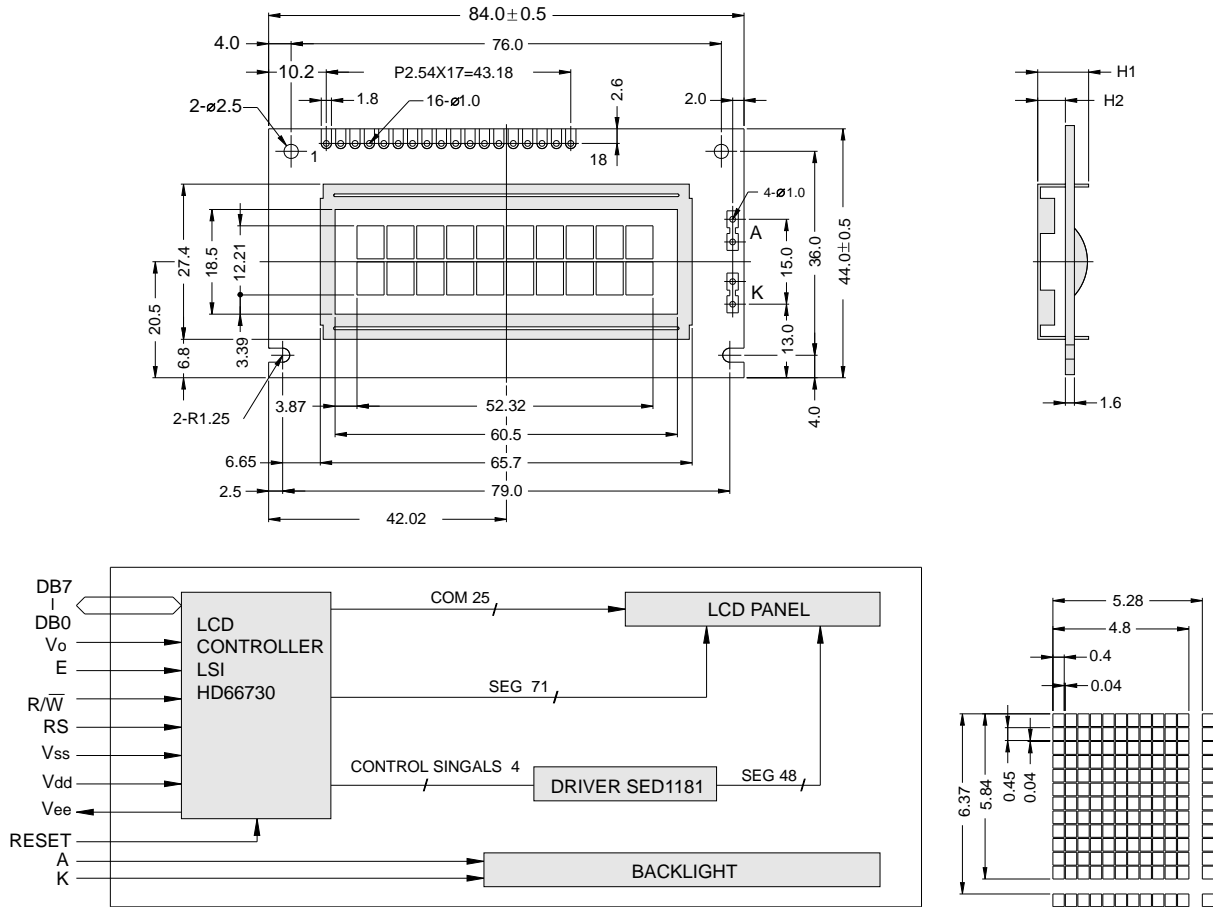 84.0±0.5
4.0
76.0
10.2
P2.54X17=43.18
1.8
16-ø1.0
2.6
2.0
2-ø2.5
1
18
4-ø1.0
A
K
27.4
18.5
12.21
20.5
6.8
3.39
15.0
13.0
36.0
44.0±0.5
4.0
2-R1.25
3.87
52.32
60.5
6.65
65.7
2.5
79.0
42.02
H1
H2
1.6
DB7
DB0
Vo
E
R/W̅
RS
Vss
Vdd
Vee
RESET
A
K
LCD
CONTROLLER
LSI
HD66730
COM 25
LCD PANEL
SEG 71
CONTROL SINGALS 4
DRIVER SED1181
SEG 48
BACKLIGHT
5.28
4.8
0.4
0.04
6.37
5.84
0.45
0.04